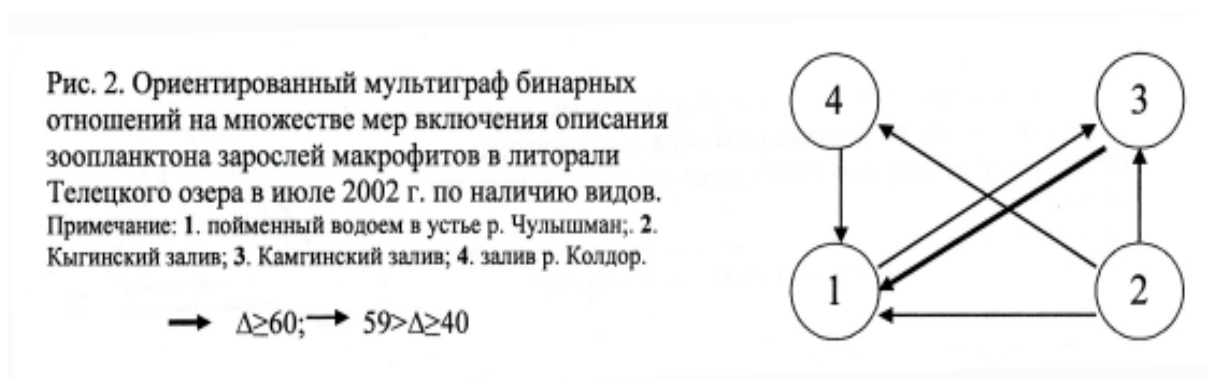 Рис. 2. Ориентированный мультиграф бинарных
отношений на множестве мер включения описания
зоопланктона зарослей макрофитов в литорали
Телецкого озера в июле 2002 г. по наличию видов.
Примечание: 1. пойменный водоем в устье р. Чулышман;. 2.
Кыгинский залив; 3. Камгинский залив; 4. залив р. Колдор.
Δ≥60; 59>Δ≥40
4 3
1 2